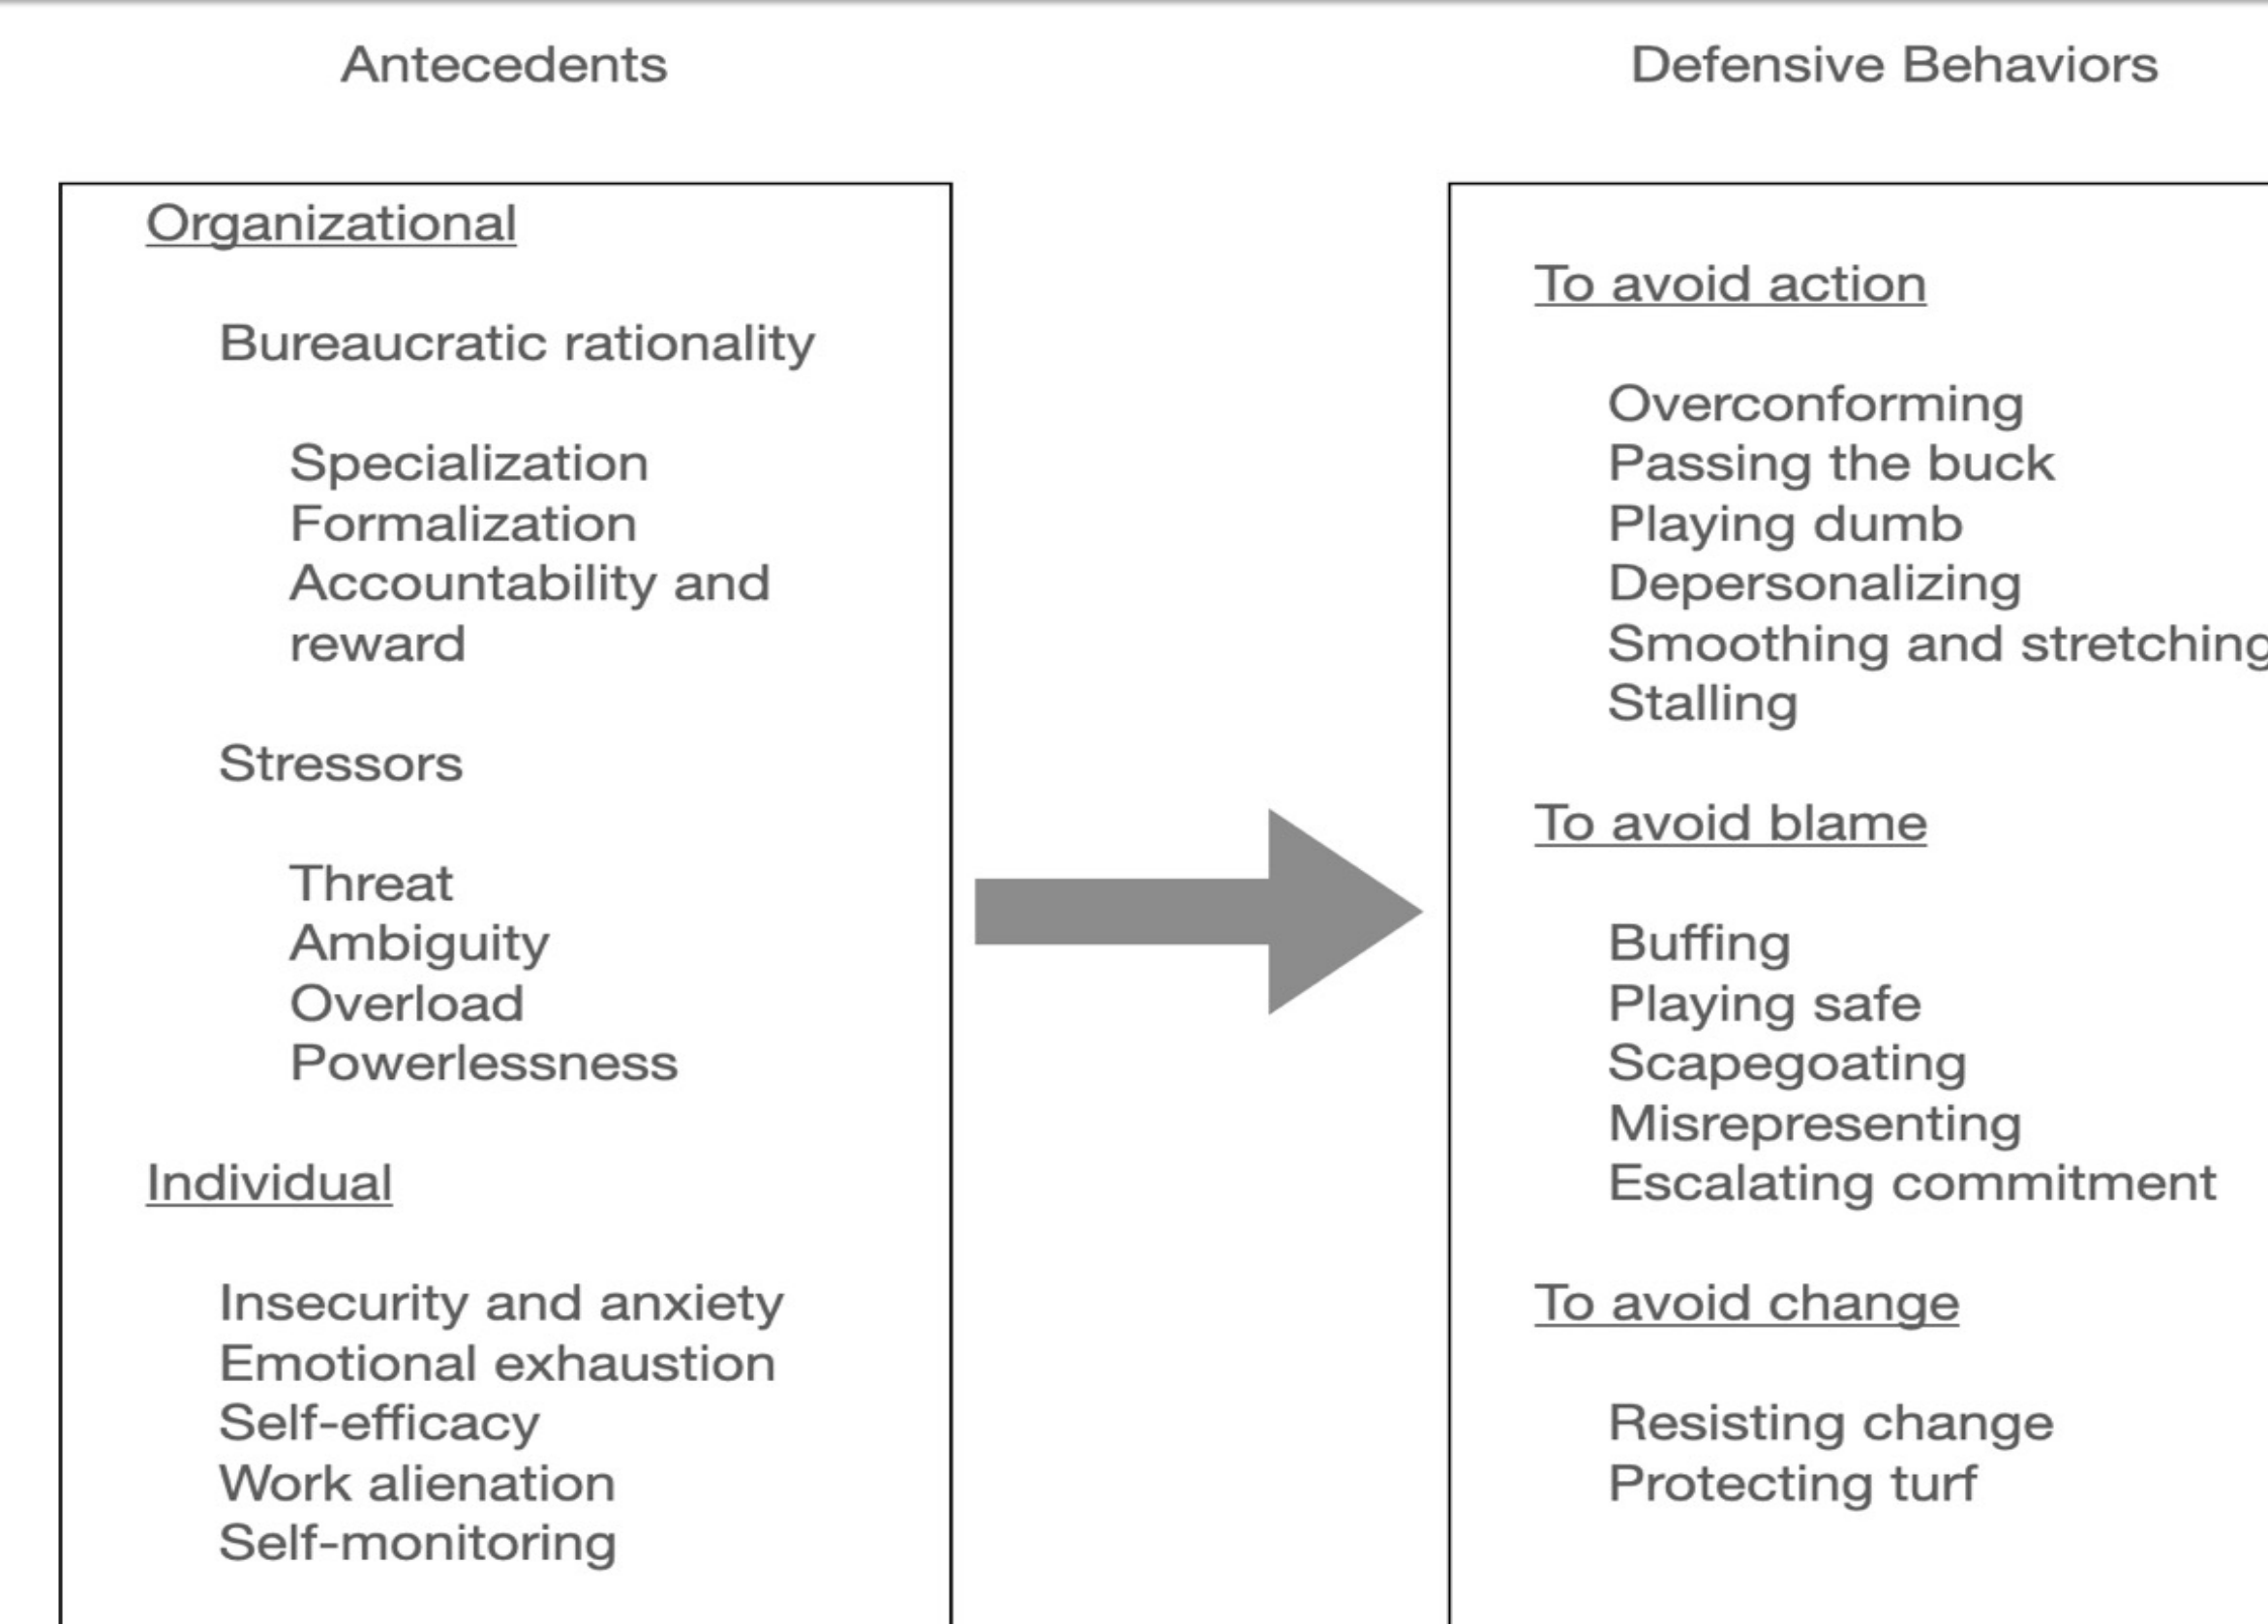 Antecedents
Organizational
Bureaucratic rationality
Specialization
Formalization
Accountability and
reward
Stressors
Threat
Ambiguity
Overload
Powerlessness
Individual
Insecurity and anxiety
Emotional exhaustion
Self-efficacy
Work alienation
Self-monitoring
Defensive Behaviors
To avoid action
Overconforming
Passing the buck
Playing dumb
Depersonalizing
Smoothing and stretching
Stalling
To avoid blame
Buffing
Playing safe
Scapegoating
Misrepresenting
Escalating commitment
To avoid change
Resisting change
Protecting turf